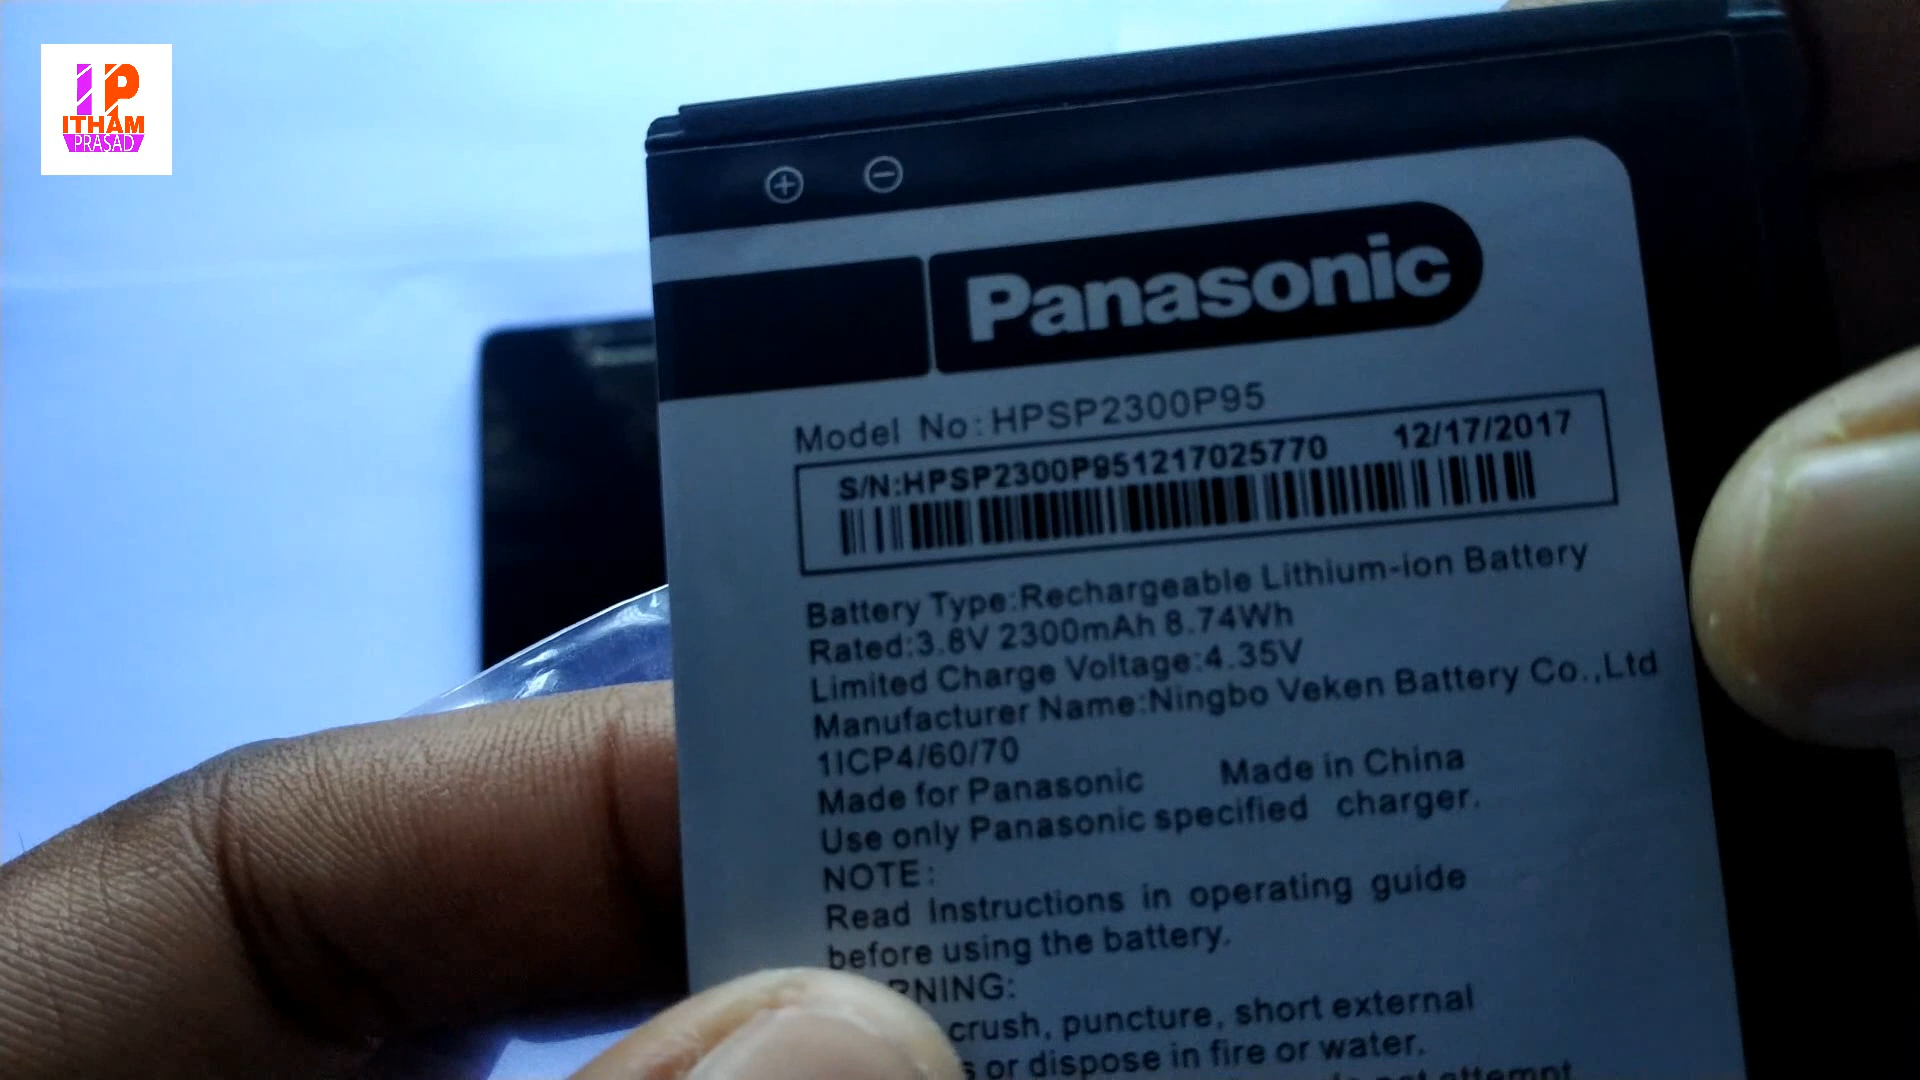 IP
ITHAM
PRASAD
+ -
Panasonic
Model No:HPSP2300P95
S/N:HPSP2300P951217025770 12/17/2017
Battery Type:Rechargeable Lithium-ion Battery
Rated:3.8V 2300mAh 8.74Wh
Limited Charge Voltage:4.35V
Manufacturer Name:Ningbo Veken Battery Co.,Ltd
1ICP4/60/70
Made for Panasonic Made in China
Use only Panasonic specified charger.
NOTE:
Read Instructions in operating guide
before using the battery.
RNING:
crush, puncture, short external
or dispose in fire or water.
not attempt